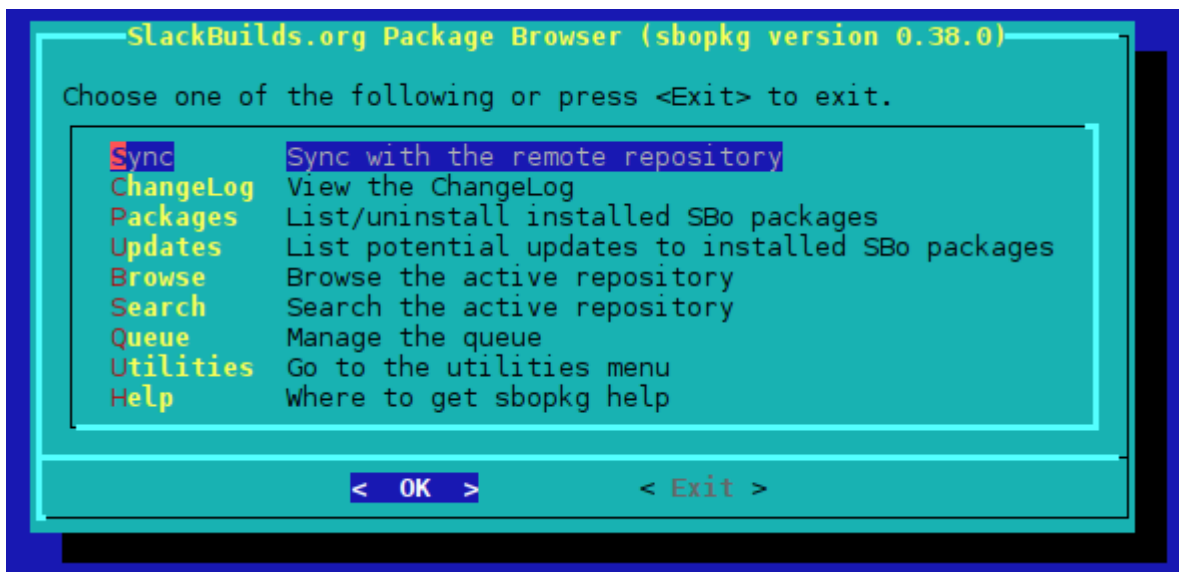 SlackBuilds.org Package Browser (sbopkg version 0.38.0)
Choose one of the following or press <Exit> to exit.
Sync Sync with the remote repository
ChangeLog View the ChangeLog
Packages List/uninstall installed SBo packages
Updates List potential updates to installed SBo packages
Browse Browse the active repository
Search Search the active repository
Queue Manage the queue
Utilities Go to the utilities menu
Help Where to get sbopkg help
< OK > < Exit >